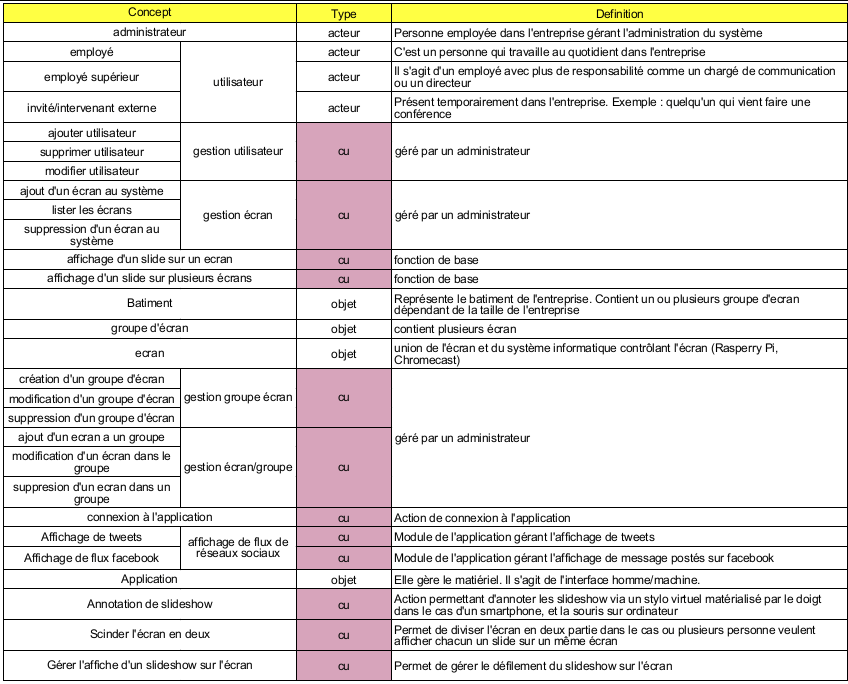 Concept Type Definition
administrateur acteur Personne employée dans l'entreprise gérant l'administration du système
employé acteur C'est un personne qui travaille au quotidien dans l'entreprise
employé supérieur utilisateur acteur Il s'agit d'un employé avec plus de responsabilité comme un chargé de communication
ou un directeur
invité/intervenant externe acteur Présent temporairement dans l'entreprise. Exemple : quelqu'un qui vient faire une
conférence
ajouter utilisateur
supprimer utilisateur gestion utilisateur cu géré par un administrateur
modifier utilisateur
ajout d'un écran au système
lister les écrans gestion écran cu géré par un administrateur
suppression d'un écran au
système
affichage d'un slide sur un ecran cu fonction de base
affichage d'un slide sur plusieurs écrans cu fonction de base
Batiment objet Représente le batiment de l'entreprise. Contient un ou plusieurs groupe d'ecran
dépendant de la taille de l'entreprise
groupe d'écran objet contient plusieurs écran
ecran objet union de l'écran et du système informatique contrôlant l'écran (Rasperry Pi,
Chromecast)
création d'un groupe d'écran
modification d'un groupe d'écran gestion groupe écran cu
suppression d'un groupe d'écran
ajout d'un ecran a un groupe géré par un administrateur
modification d'un écran dans le
groupe gestion écran/groupe cu
suppresion d'un ecran dans un
groupe
connexion à l'application cu Action de connexion à l'application
Affichage de tweets affichage de flux de cu Module de l'application gérant l'affichage de tweets
Affichage de flux facebook réseaux sociaux cu Module de l'application gérant l'affichage de message postés sur facebook
Application objet Elle gère le matiériel. Il s'agit de l'interface homme/machine.
Annotation de slideshow cu Action permettant d'annoter les slideshow via un stylo virtuel matérialisé par le doigt
dans le cas d'un smartphone, et la souris sur ordinateur
Scinder l'écran en deux cu Permet de diviser l'écran en deux partie dans le cas ou plusieurs personne veulent
afficher chacun un slide sur un même écran
Gérer l'affiche d'un slideshow sur l'écran cu Permet de gérer le défilement du slideshow sur l'écran